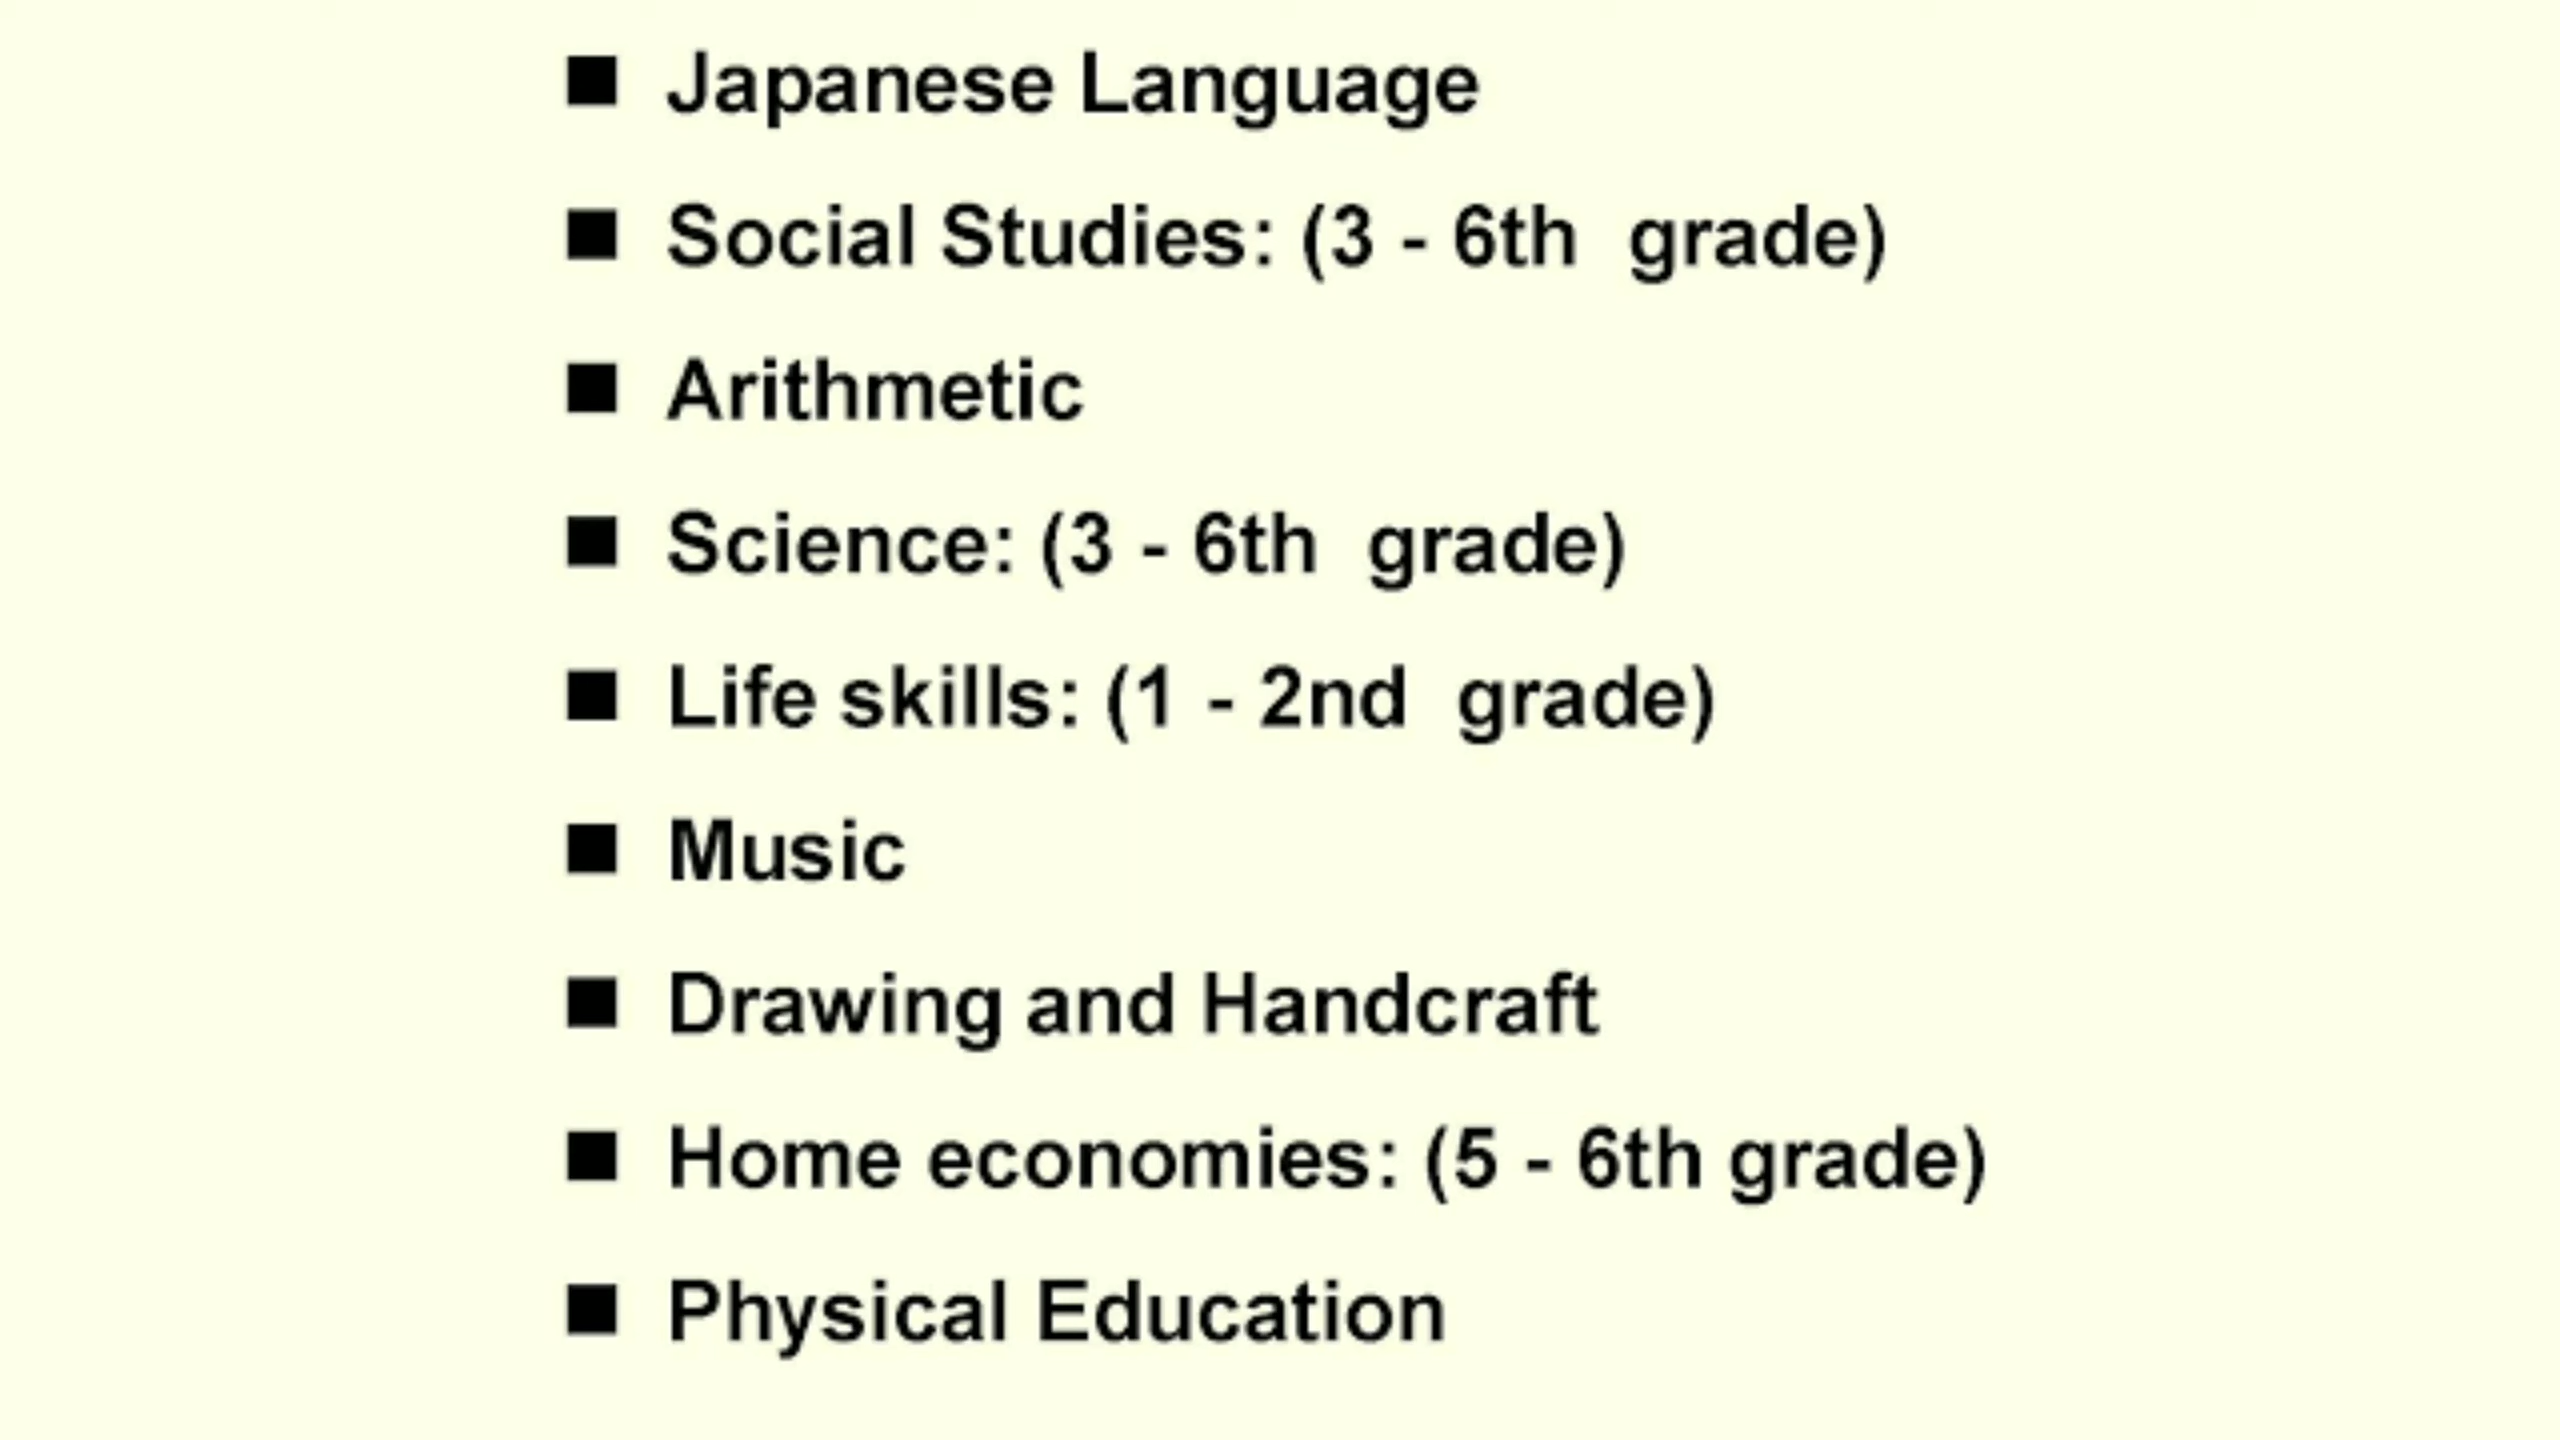 ■ Japanese Language
■ Social Studies: (3 - 6th  grade)
■ Arithmetic
■ Science: (3 - 6th  grade)
■ Life skills: (1 - 2nd  grade)
■ Music
■ Drawing and Handcraft
■ Home economies: (5 - 6th grade)
■ Physical Education